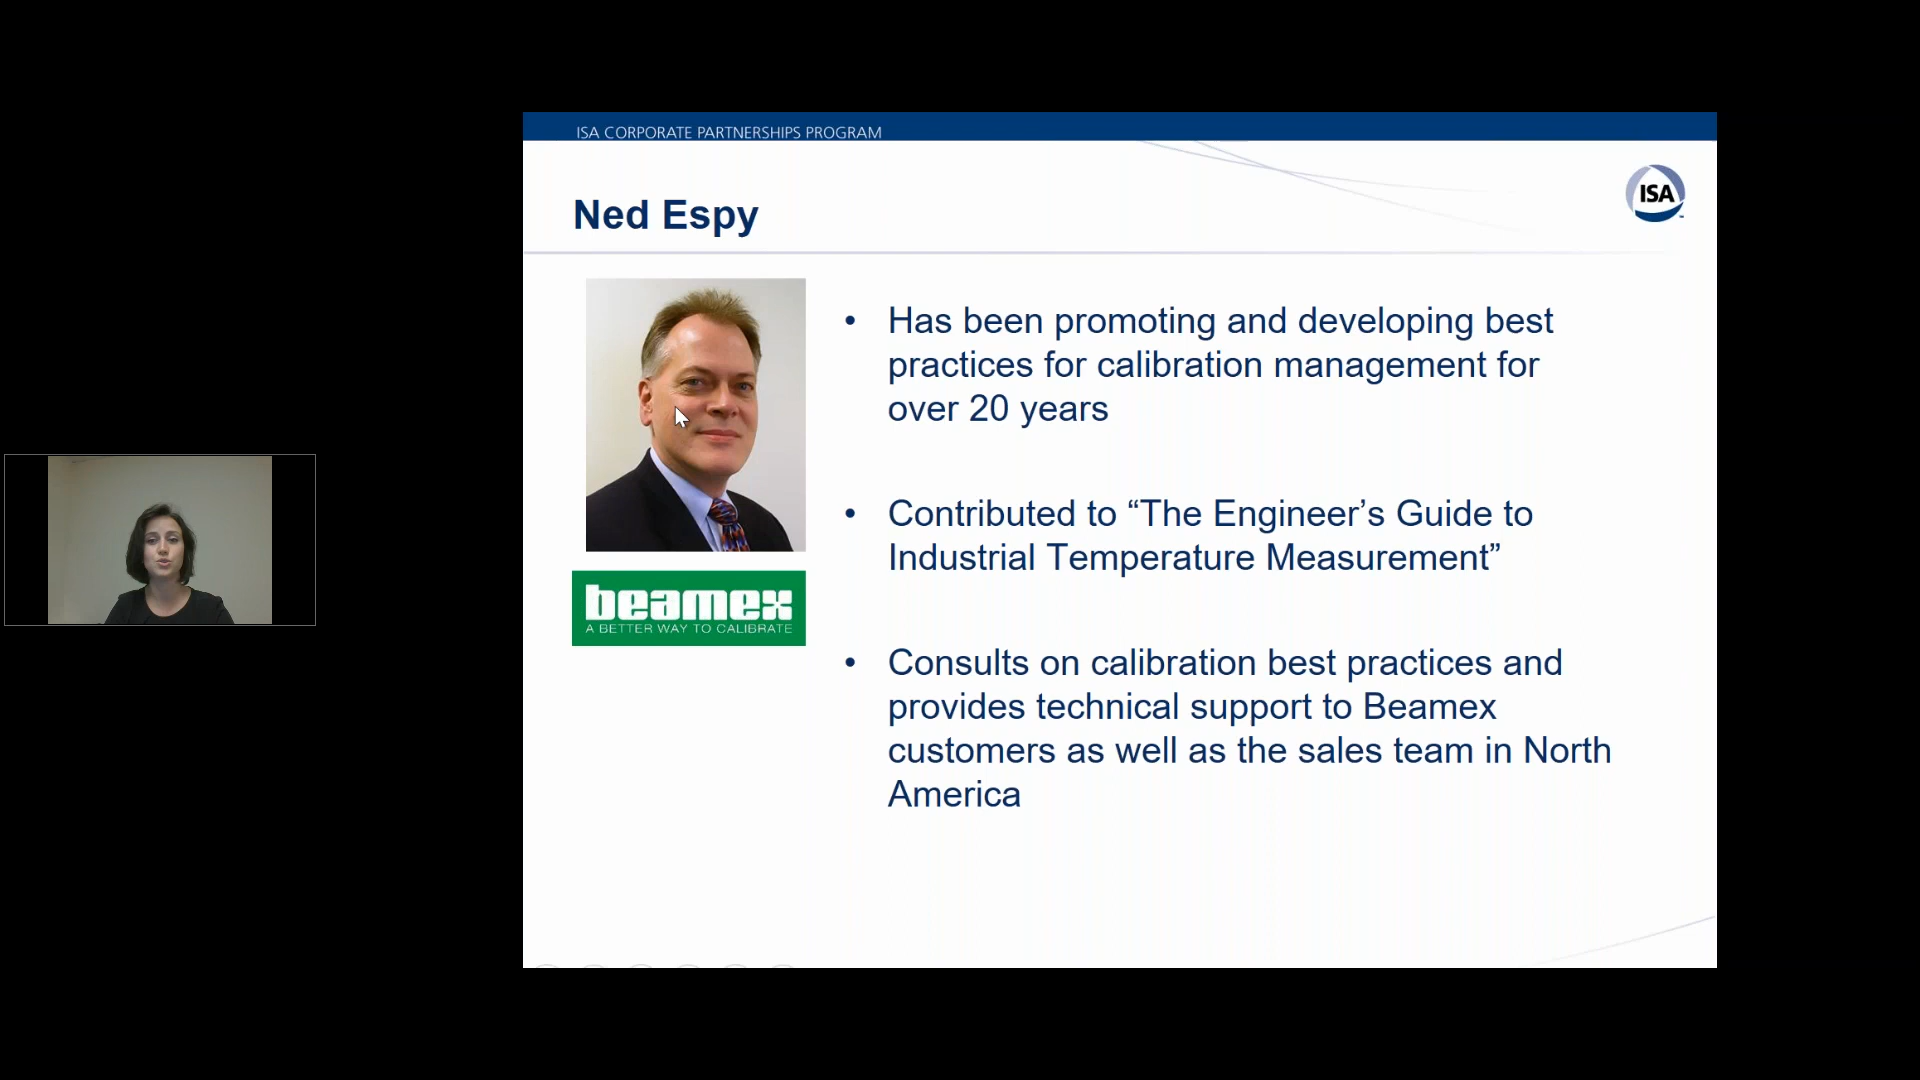 ISA CORPORATE PARTNERSHIPS PROGRAM
ISA
Ned Espy
• Has been promoting and developing best
practices for calibration management for
over 20 years
• Contributed to “The Engineer’s Guide to
Industrial Temperature Measurement”
beamex
A BETTER WAY TO CALIBRATE
• Consults on calibration best practices and
provides technical support to Beamex
customers as well as the sales team in North
America